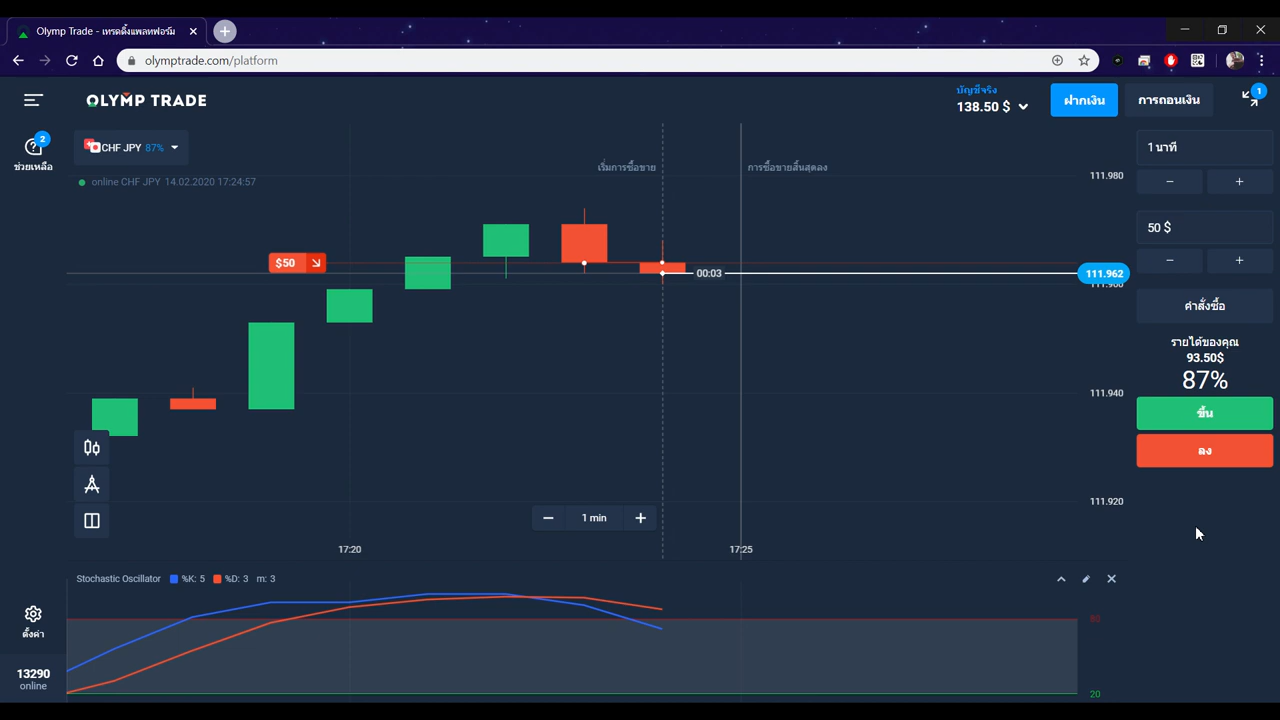 Olymp Trade - เทรดดิ้งแพลทฟอร์ม
olymptrade.com/platform
OLYMP TRADE
บัญชีจริง
138.50 $
ฝากเงิน
การถอนเงิน
1
2
ช่วยเหลือ
CHF JPY 87%
online CHF JPY 14.02.2020 17:24:57
เริ่มการซื้อขาย
การซื้อขายสิ้นสุดลง
111.980
1 นาที
50 $
$50
00:03
111.962
คำสั่งซื้อ
รายได้ของคุณ
93.50$
87%
ขึ้น
ลง
111.940
111.920
1 min
17:20
17:25
Stochastic Oscillator
%K: 5
%D: 3
m: 3
80
20
ตั้งค่า
13290
online